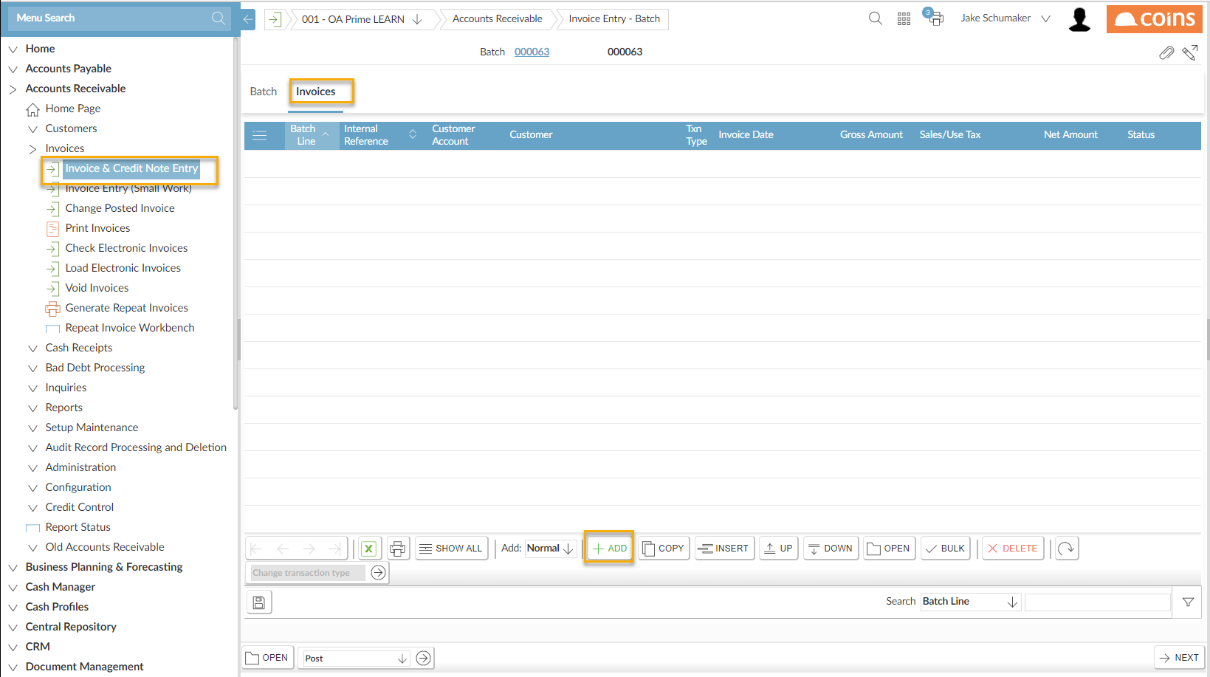 Menu Search
001 - OA Prime LEARN
Accounts Receivable
Invoice Entry - Batch
3
Jake Schumaker
COINS
Home
Accounts Payable
Accounts Receivable
Home Page
Customers
Invoices
Invoice & Credit Note Entry
Invoice Entry (Small Work)
Change Posted Invoice
Print Invoices
Check Electronic Invoices
Load Electronic Invoices
Void Invoices
Generate Repeat Invoices
Repeat Invoice Workbench
Cash Receipts
Bad Debt Processing
Inquiries
Reports
Setup Maintenance
Audit Record Processing and Deletion
Administration
Configuration
Credit Control
Report Status
Old Accounts Receivable
Business Planning & Forecasting
Cash Manager
Cash Profiles
Central Repository
CRM
Document Management
Batch 000063 000063
Batch Invoices
Batch Line
Internal Reference
Customer Account
Customer
Txn Type
Invoice Date
Gross Amount
Sales/Use Tax
Net Amount
Status
SHOW ALL Add: Normal ADD COPY INSERT UP DOWN OPEN BULK DELETE
Change transaction type
Search Batch Line
OPEN Post NEXT